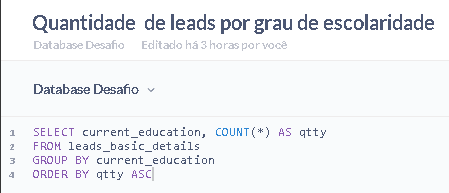 Quantidade de leads por grau de escolaridade
Database Desafio Editado há 3 horas por você
Database Desafio
1 SELECT current_education, COUNT(*) AS qtty
2 FROM leads_basic_details
3 GROUP BY current_education
4 ORDER BY qtty ASC